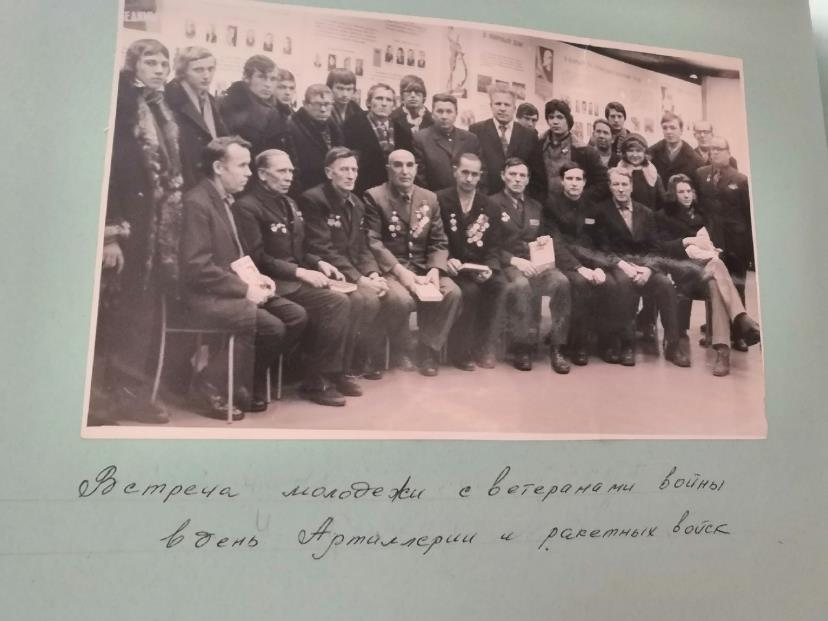 Встреча молодежи с ветеранами войны
в день Артиллерии и ракетных войск